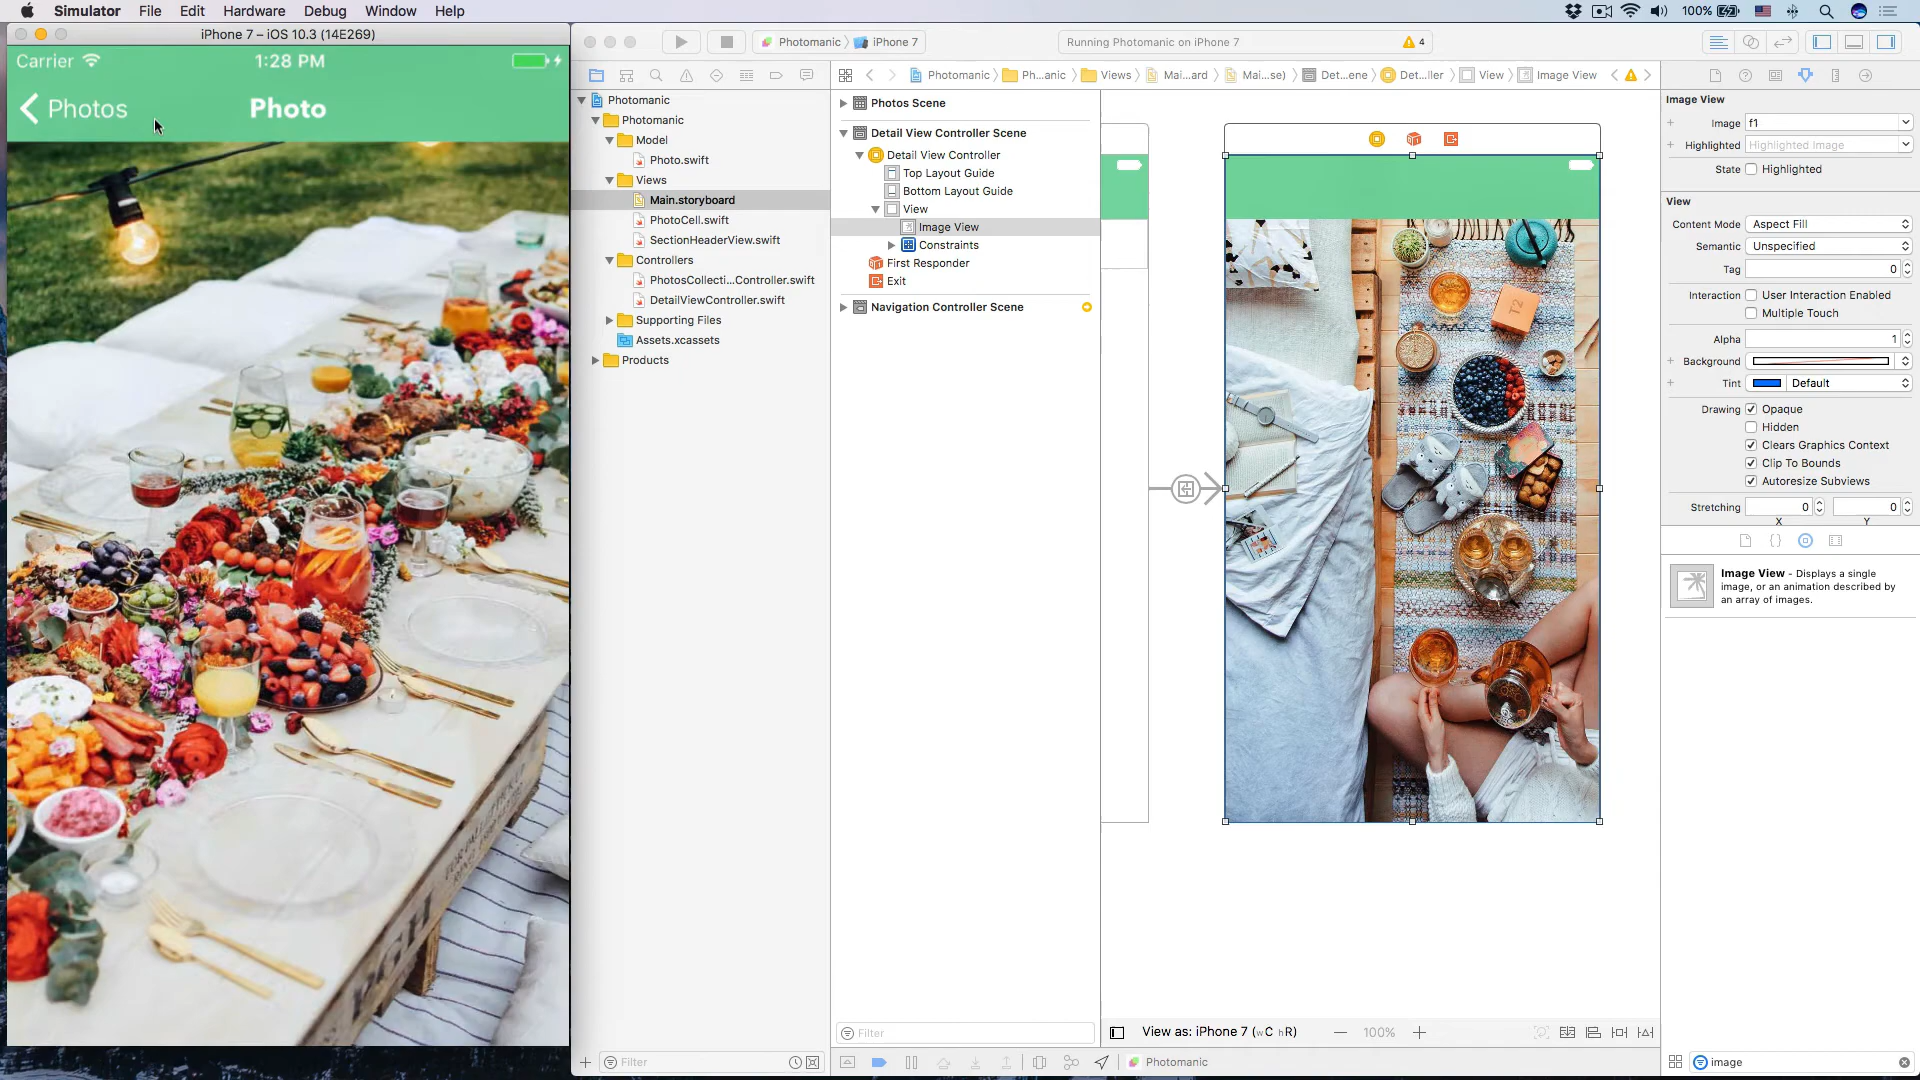 Simulator File Edit Hardware Debug Window Help
100%
iPhone 7 – iOS 10.3 (14E269)
Carrier 1:28 PM
Photos Photo
Photomanic iPhone 7
Running Photomanic on iPhone 7
4
Photomanic Ph...anic Views Mai...ard Mai...se) Det...ene Det...ller View Image View
Photomanic
Photomanic
Model
Photo.swift
Views
Main.storyboard
PhotoCell.swift
SectionHeaderView.swift
Controllers
PhotosCollecti...Controller.swift
DetailViewController.swift
Supporting Files
Assets.xcassets
Products
Filter
Photos Scene
Detail View Controller Scene
Detail View Controller
Top Layout Guide
Bottom Layout Guide
View
Image View
Constraints
First Responder
Exit
Navigation Controller Scene
Filter
T2
View as: iPhone 7 (wC hR)
100%
Photomanic
Image View
Image f1
Highlighted Highlighted Image
State Highlighted
View
Content Mode Aspect Fill
Semantic Unspecified
Tag 0
Interaction User Interaction Enabled
Multiple Touch
Alpha 1
Background
Tint Default
Drawing Opaque
Hidden
Clears Graphics Context
Clip To Bounds
Autoresize Subviews
Stretching 0 0
X Y
Image View - Displays a single
image, or an animation described by
an array of images.
image